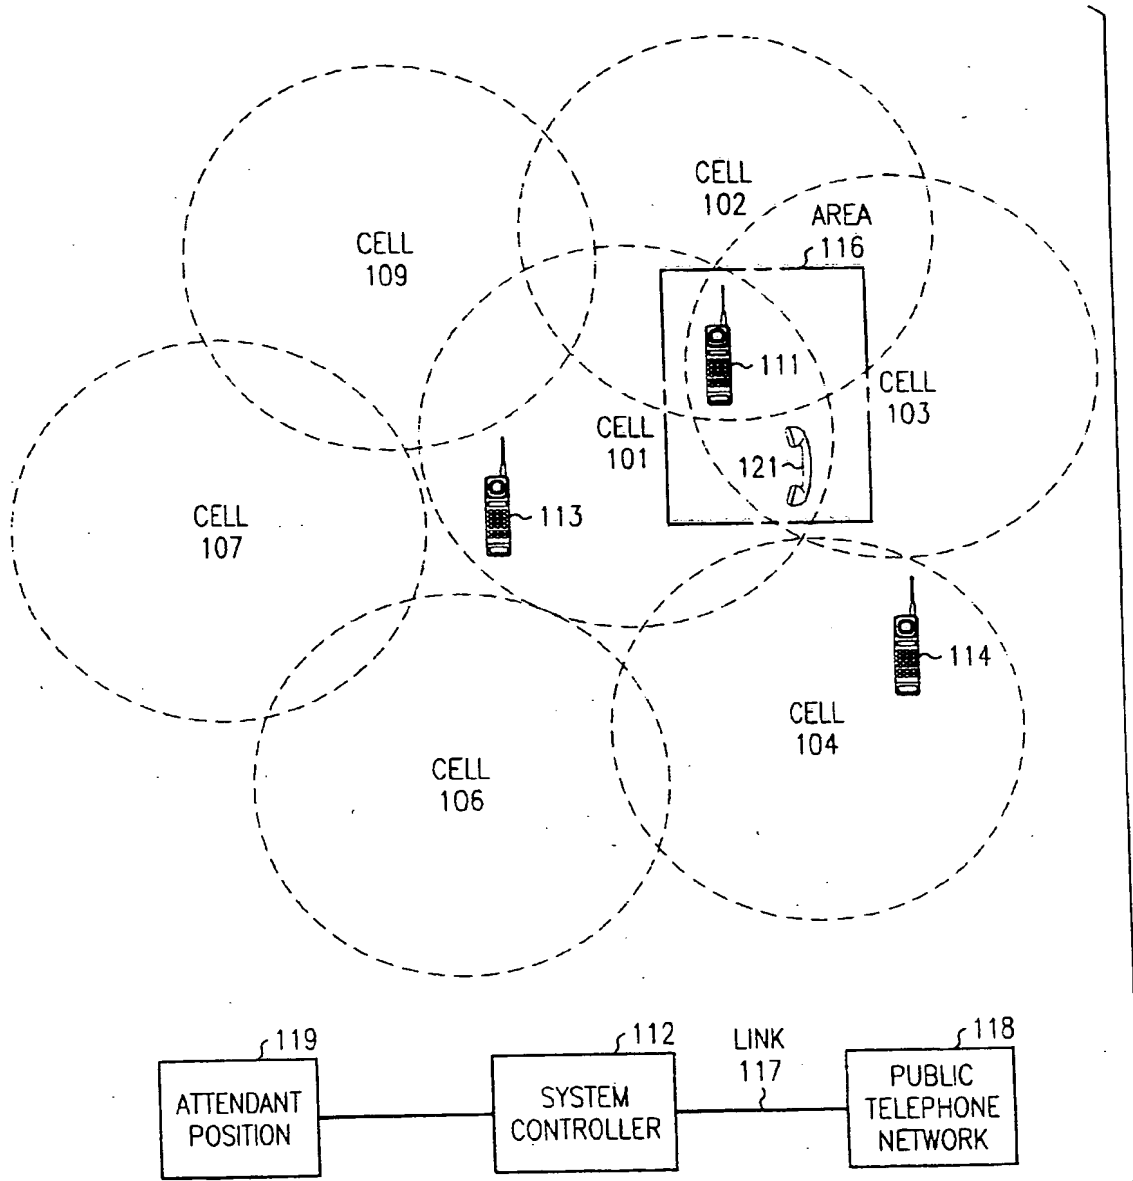 CELL
102
AREA
116
CELL
109
111
CELL
103
CELL
101
121
CELL
107
113
114
CELL
104
CELL
106
119
ATTENDANT
POSITION
112
SYSTEM
CONTROLLER
LINK
117
118
PUBLIC
TELEPHONE
NETWORK